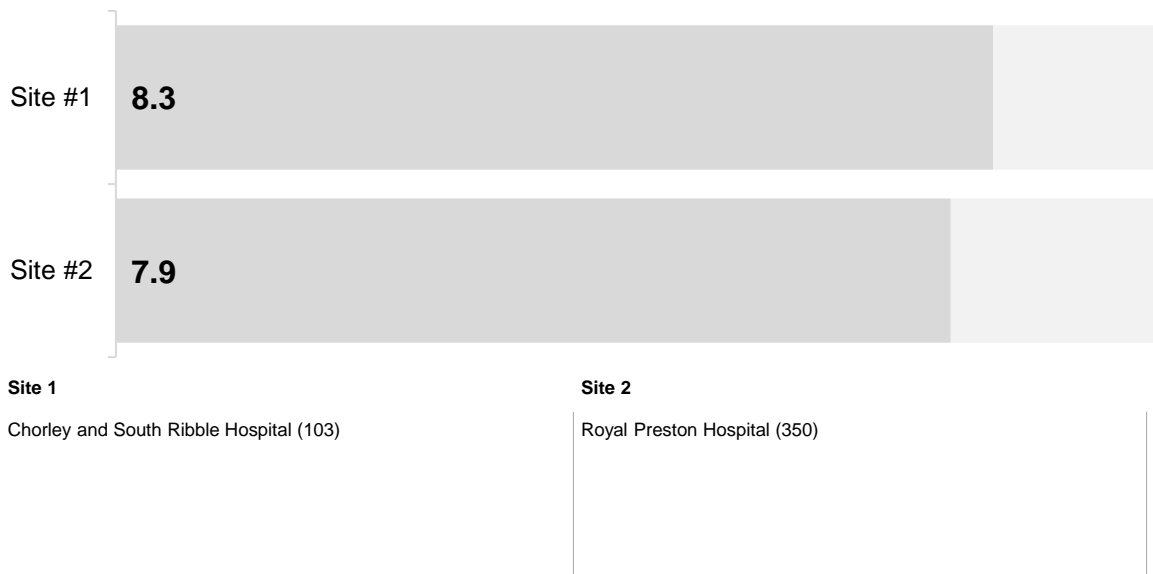 Site #1
8.3
Site #2
7.9
Site 1
Site 2
Chorley and South Ribble Hospital (103)
Royal Preston Hospital (350)